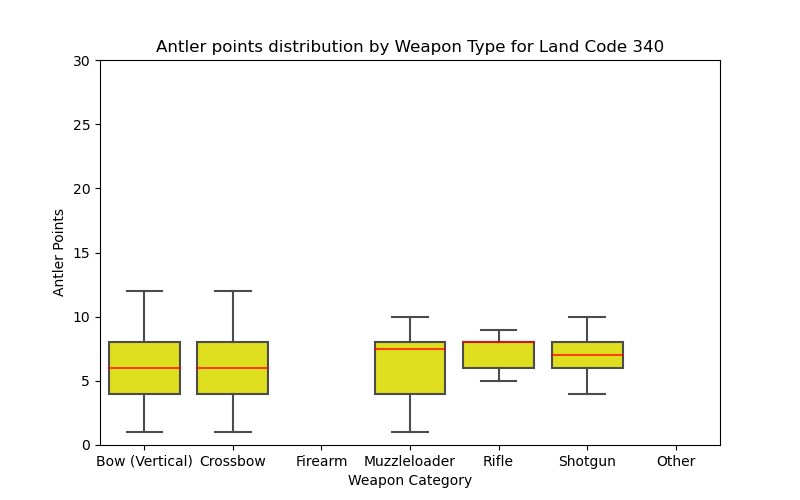 Antler points distribution by Weapon Type for Land Code 340
30
25
20
15
10
5
0
Antler Points
Bow (Vertical) Crossbow Firearm Muzzleloader Rifle Shotgun Other
Weapon Category